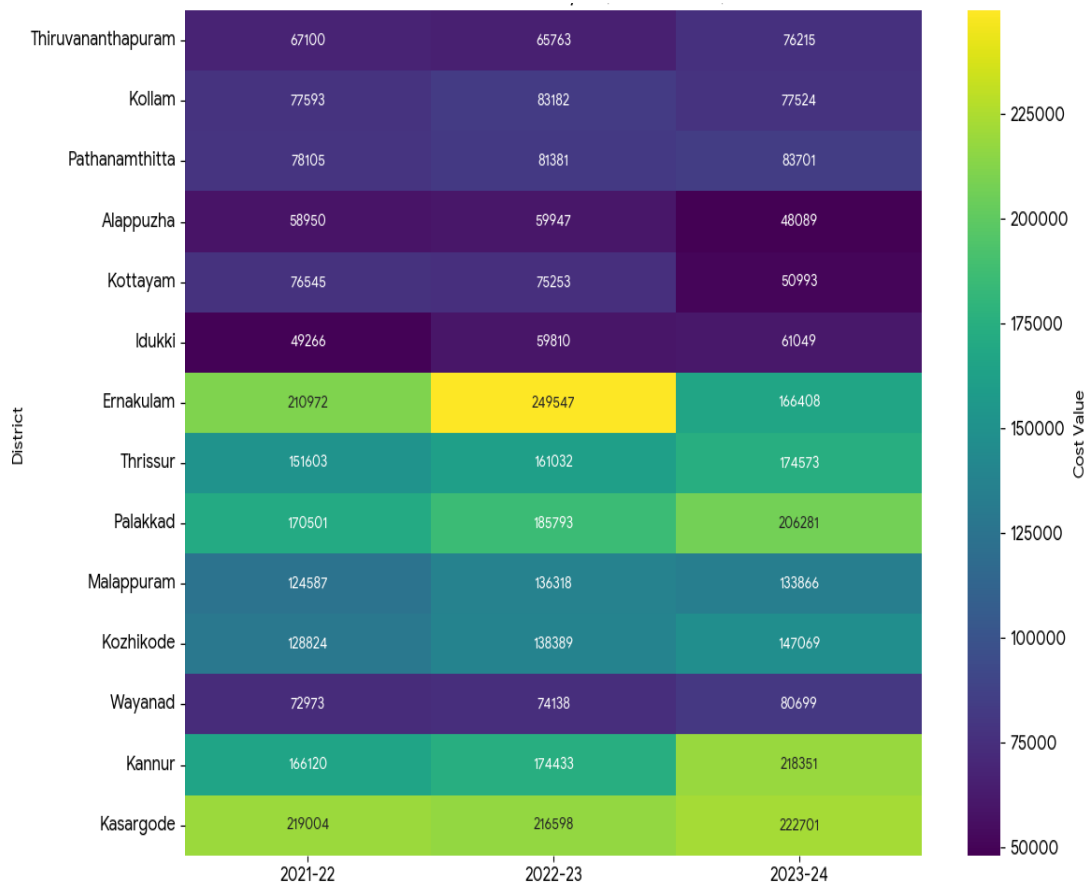 Thiruvananthapuram 67100 65763 76215
Kollam 77593 83182 77524
225000
Pathanamthitta 78105 81381 83701
Alappuzha 58950 59947 48089
200000
Kottayam 76545 75253 50993
175000
Idukki 49266 59810 61049
Ernakulam 210972 249547 166408
District
150000
Cost Value
Thrissur 151603 161032 174573
Palakkad 170501 185793 206281
125000
Malappuram 124587 136318 133866
Kozhikode 128824 138389 147069
100000
Wayanad 72973 74138 80699
75000
Kannur 166120 174433 218351
Kasargode 219004 216598 222701
50000
2021-22 2022-23 2023-24